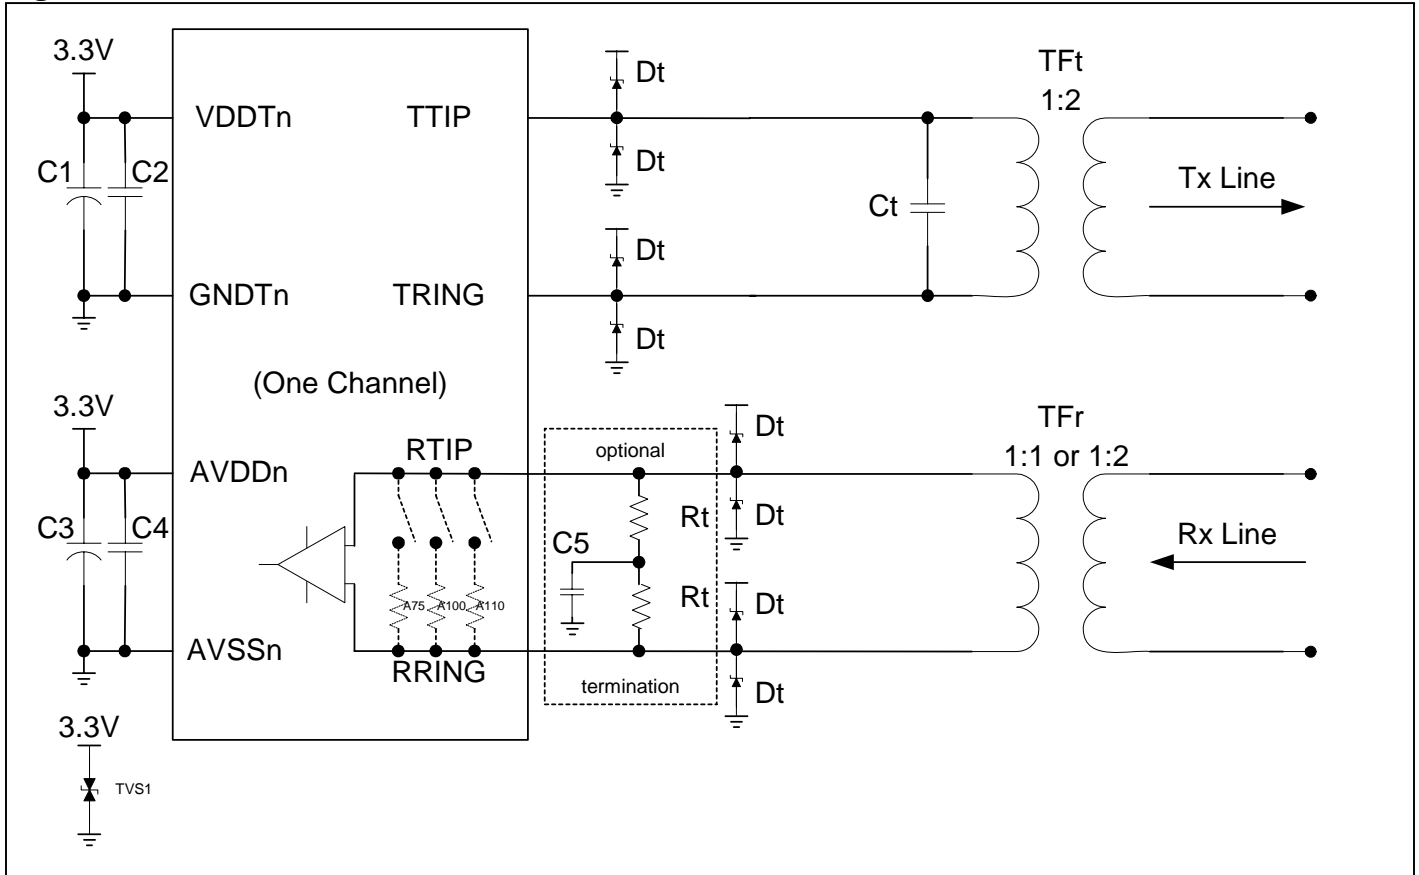 3.3V
VDDTn
TTIP
C1
C2
GNDTn
TRING
(One Channel)
Dt
Dt
Dt
Dt
Ct
TFt
1:2
Tx Line
3.3V
AVDDn
RTIP
C3
C4
A75
A100
A110
AVSSn
RRING
optional
C5
Rt
Rt
termination
Dt
Dt
Dt
Dt
TFr
1:1 or 1:2
Rx Line
3.3V
TVS1